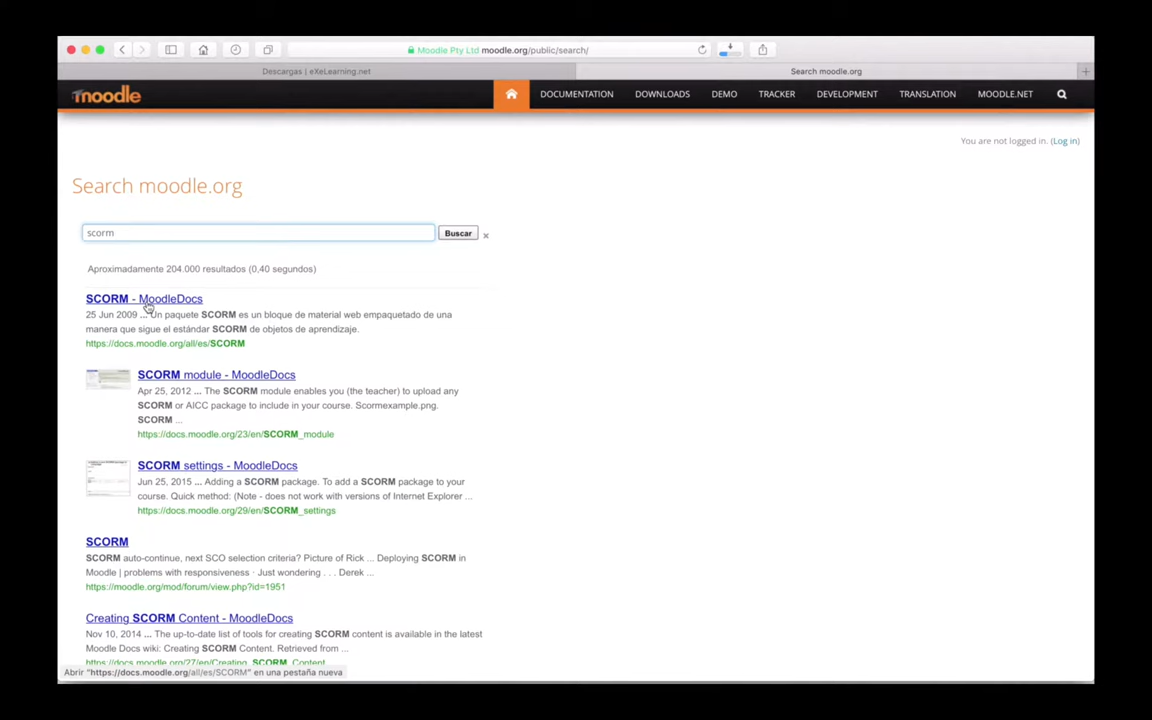 Moodle Pty Ltd moodle.org/public/search/
Descargas | eXeLearning.net
Search moodle.org
moodle
DOCUMENTATION
DOWNLOADS
DEMO
TRACKER
DEVELOPMENT
TRANSLATION
MOODLE.NET
You are not logged in. (Log in)
Search moodle.org
scorm
Buscar
x
Aproximadamente 204.000 resultados (0,40 segundos)
SCORM - MoodleDocs
25 Jun 2009 ... Un paquete SCORM es un bloque de material web empaquetado de una
manera que sigue el estándar SCORM de objetos de aprendizaje.
https://docs.moodle.org/all/es/SCORM
SCORM module - MoodleDocs
Apr 25, 2012 ... The SCORM module enables you (the teacher) to upload any
SCORM or AICC package to include in your course. Scormexample.png.
SCORM ...
https://docs.moodle.org/23/en/SCORM_module
SCORM settings - MoodleDocs
Jun 25, 2015 ... Adding a SCORM package. To add a SCORM package to your
course. Quick method: (Note - does not work with versions of Internet Explorer ...
https://docs.moodle.org/29/en/SCORM_settings
SCORM
SCORM auto-continue, next SCO selection criteria? Picture of Rick ... Deploying SCORM in
Moodle | problems with responsiveness · Just wondering . . . Derek ...
https://moodle.org/mod/forum/view.php?id=1951
Creating SCORM Content - MoodleDocs
Nov 10, 2014 ... The up-to-date list of tools for creating SCORM content is available in the latest
Moodle Docs wiki: Creating SCORM Content. Retrieved from ...
https://docs.moodle.org/27/en/Creating_SCORM_Content
Abrir "https://docs.moodle.org/all/es/SCORM" en una pestaña nueva